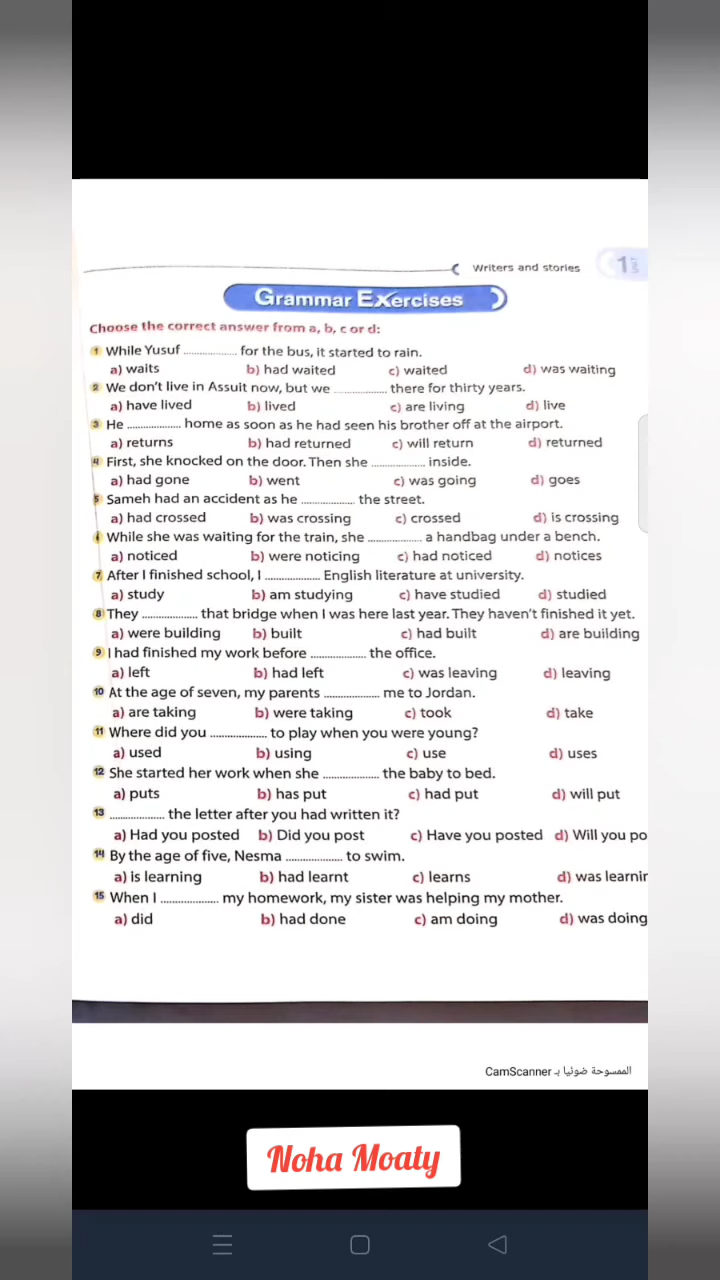 Writers and stories
1 UNIT
Grammar Exercises
Choose the correct answer from a, b, c or d:
1 While Yusuf .................. for the bus, it started to rain.
a) waits b) had waited c) waited d) was waiting
2 We don't live in Assuit now, but we .................. there for thirty years.
a) have lived b) lived c) are living d) live
3 He .................. home as soon as he had seen his brother off at the airport.
a) returns b) had returned c) will return d) returned
4 First, she knocked on the door. Then she .................. inside.
a) had gone b) went c) was going d) goes
5 Sameh had an accident as he .................. the street.
a) had crossed b) was crossing c) crossed d) is crossing
While she was waiting for the train, she .................. a handbag under a bench.
a) noticed b) were noticing c) had noticed d) notices
7 After I finished school, I .................. English literature at university.
a) study b) am studying c) have studied d) studied
8 They .................. that bridge when I was here last year. They haven't finished it yet.
a) were building b) built c) had built d) are building
9 I had finished my work before .................. the office.
a) left b) had left c) was leaving d) leaving
10 At the age of seven, my parents .................. me to Jordan.
a) are taking b) were taking c) took d) take
11 Where did you .................. to play when you were young?
a) used b) using c) use d) uses
12 She started her work when she .................. the baby to bed.
a) puts b) has put c) had put d) will put
13 .................. the letter after you had written it?
a) Had you posted b) Did you post c) Have you posted d) Will you po
14 By the age of five, Nesma .................. to swim.
a) is learning b) had learnt c) learns d) was learnin
15 When I .................. my homework, my sister was helping my mother.
a) did b) had done c) am doing d) was doing
الممسوحة ضوئيا بـ CamScanner
Noha Moaty